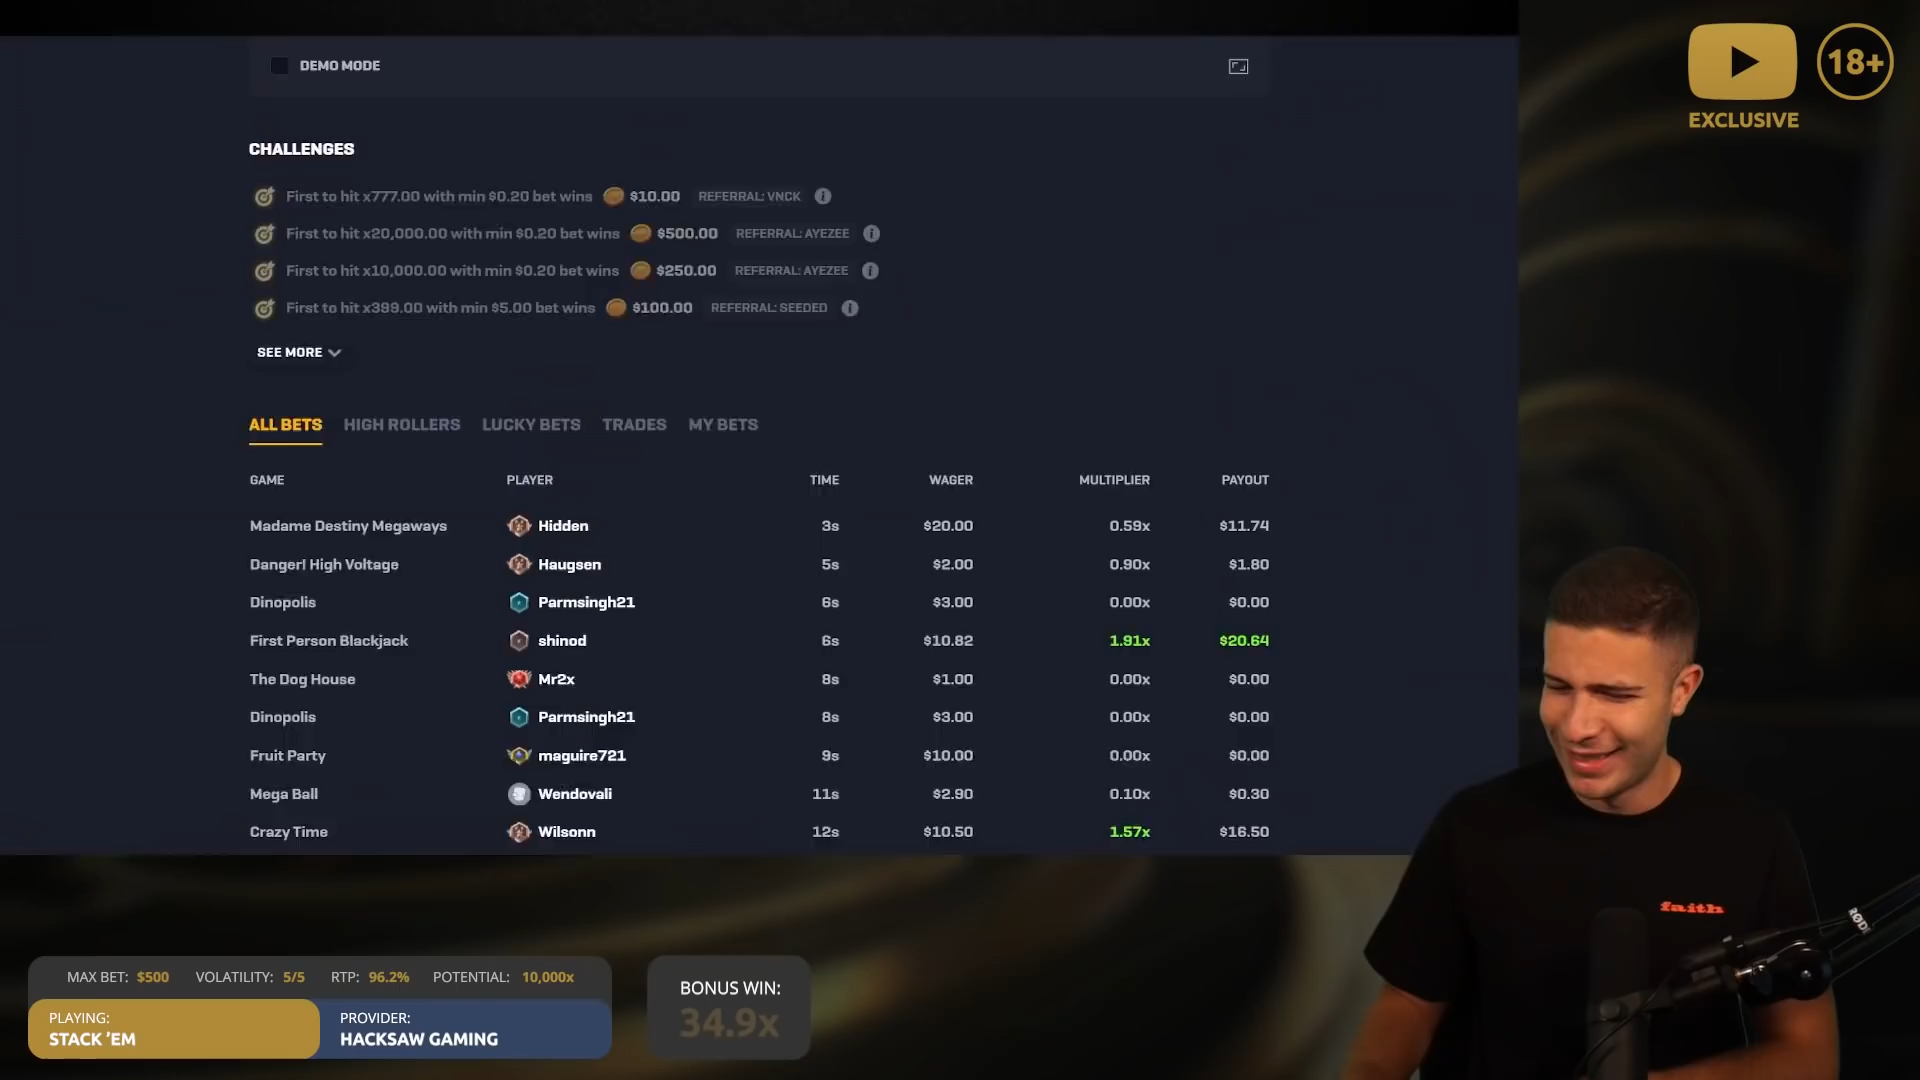 18+
EXCLUSIVE
DEMO MODE
CHALLENGES
First to hit x777.00 with min $0.20 bet wins $10.00 REFERRAL: VNCK
First to hit x20,000.00 with min $0.20 bet wins $500.00 REFERRAL: AYEZEE
First to hit x10,000.00 with min $0.20 bet wins $250.00 REFERRAL: AYEZEE
First to hit x399.00 with min $5.00 bet wins $100.00 REFERRAL: SEEDED
SEE MORE
ALL BETS HIGH ROLLERS LUCKY BETS TRADES MY BETS
GAME PLAYER TIME WAGER MULTIPLIER PAYOUT
Madame Destiny Megaways Hidden 3s $20.00 0.59x $11.74
Danger! High Voltage Haugsen 5s $2.00 0.90x $1.80
Dinopolis Parmsingh21 6s $3.00 0.00x $0.00
First Person Blackjack shinod 6s $10.82 1.91x $20.64
The Dog House Mr2x 8s $1.00 0.00x $0.00
Dinopolis Parmsingh21 8s $3.00 0.00x $0.00
Fruit Party maguire721 9s $10.00 0.00x $0.00
Mega Ball Wendovali 11s $2.90 0.10x $0.30
Crazy Time Wilsonn 12s $10.50 1.57x $16.50
faith
RØDE
MAX BET: $500 VOLATILITY: 5/5 RTP: 96.2% POTENTIAL: 10,000x
PLAYING:
STACK 'EM
PROVIDER:
HACKSAW GAMING
BONUS WIN:
34.9x